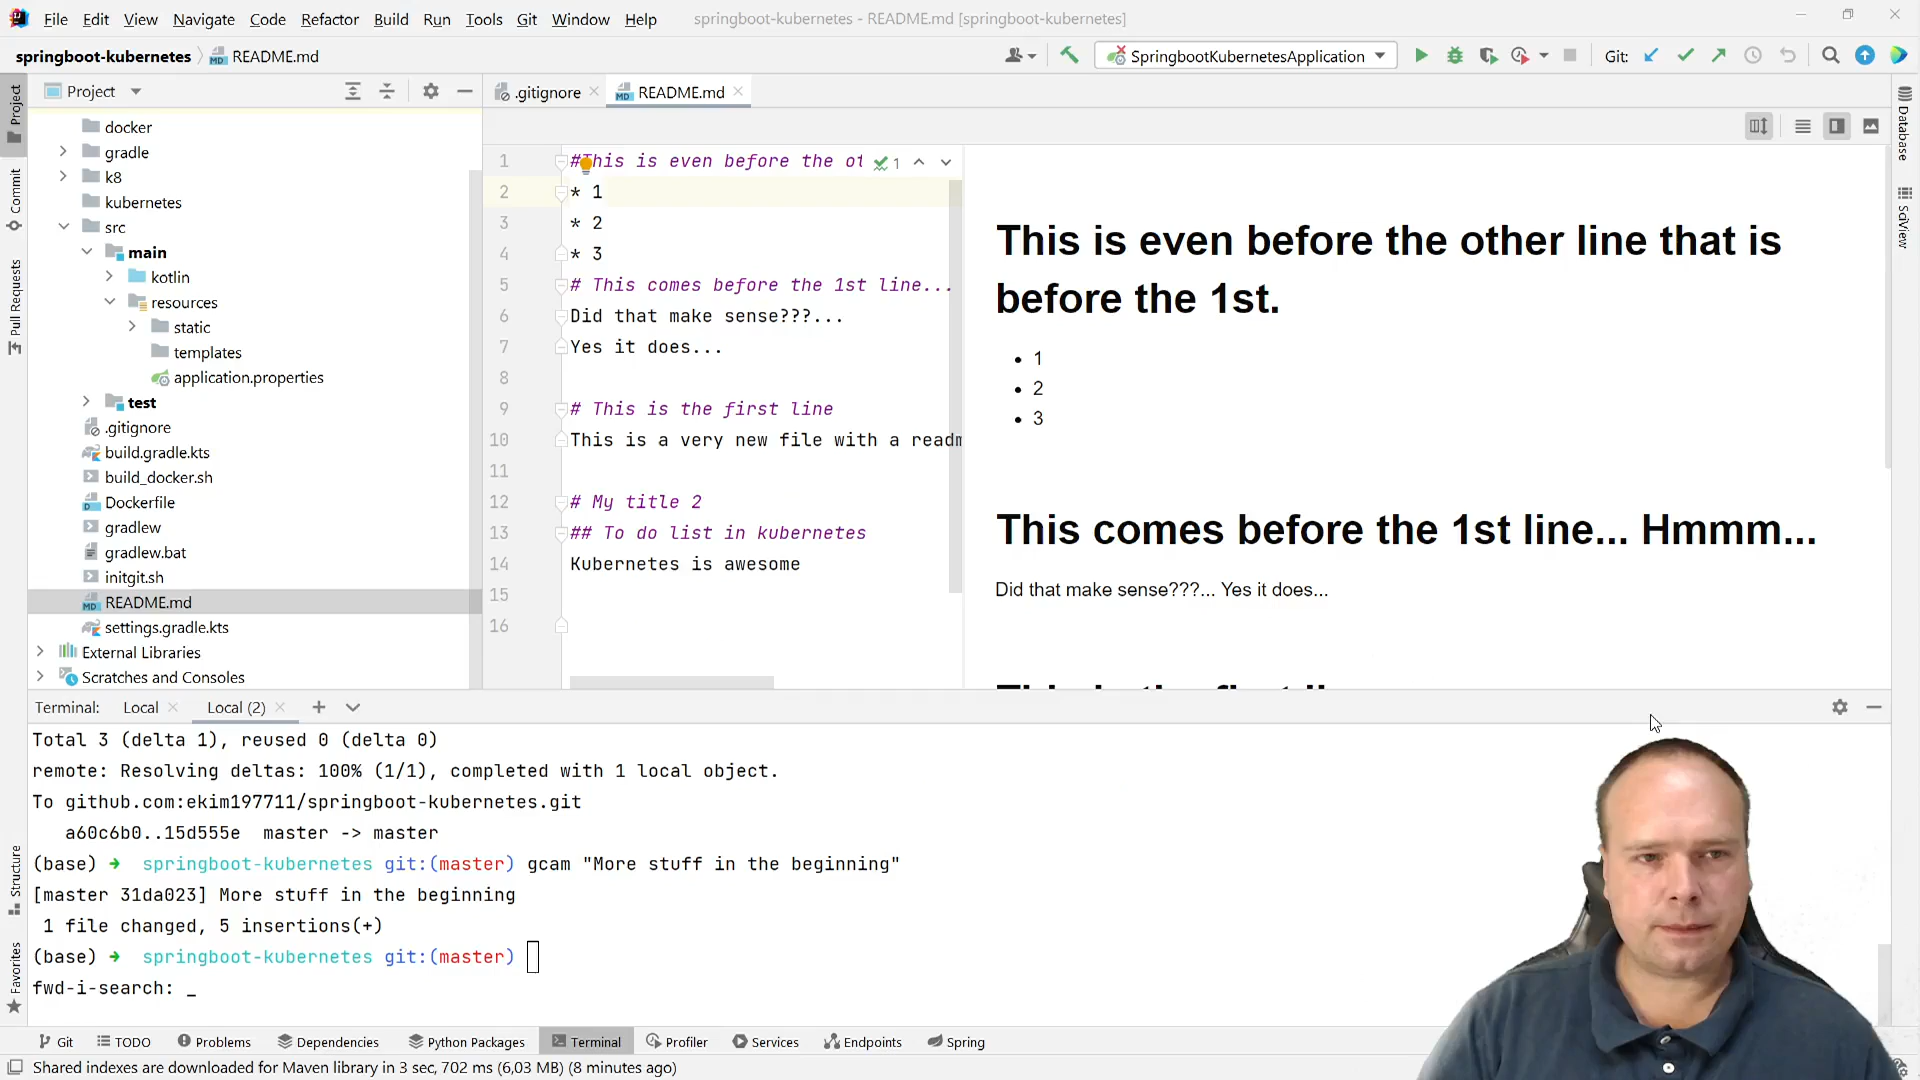 File Edit View Navigate Code Refactor Build Run Tools Git Window Help springboot-kubernetes - README.md [springboot-kubernetes]
springboot-kubernetes README.md SpringbootKubernetesApplication Git:
Project
.gitignore
README.md
Project
Commit
Pull Requests
Structure
Favorites
docker
gradle
k8
kubernetes
src
main
kotlin
resources
static
templates
application.properties
test
.gitignore
build.gradle.kts
build_docker.sh
Dockerfile
gradlew
gradlew.bat
initgit.sh
README.md
settings.gradle.kts
External Libraries
Scratches and Consoles
1 #This is even before the ot 1
2 * 1
3 * 2
4 * 3
5 # This comes before the 1st line...
6 Did that make sense???...
7 Yes it does...
8
9 # This is the first line
10 This is a very new file with a readm
11
12 # My title 2
13 ## To do list in kubernetes
14 Kubernetes is awesome
15
16
This is even before the other line that is
before the 1st.
• 1
• 2
• 3
This comes before the 1st line... Hmmm...
Did that make sense???... Yes it does...
Database
SciView
Terminal: Local Local (2)
Total 3 (delta 1), reused 0 (delta 0)
remote: Resolving deltas: 100% (1/1), completed with 1 local object.
To github.com:ekim197711/springboot-kubernetes.git
a60c6b0..15d555e master -> master
(base) ➜ springboot-kubernetes git:(master) gcam "More stuff in the beginning"
[master 31da023] More stuff in the beginning
1 file changed, 5 insertions(+)
(base) ➜ springboot-kubernetes git:(master)
fwd-i-search: _
Git TODO Problems Dependencies Python Packages Terminal Profiler Services Endpoints Spring
Shared indexes are downloaded for Maven library in 3 sec, 702 ms (6,03 MB) (8 minutes ago)